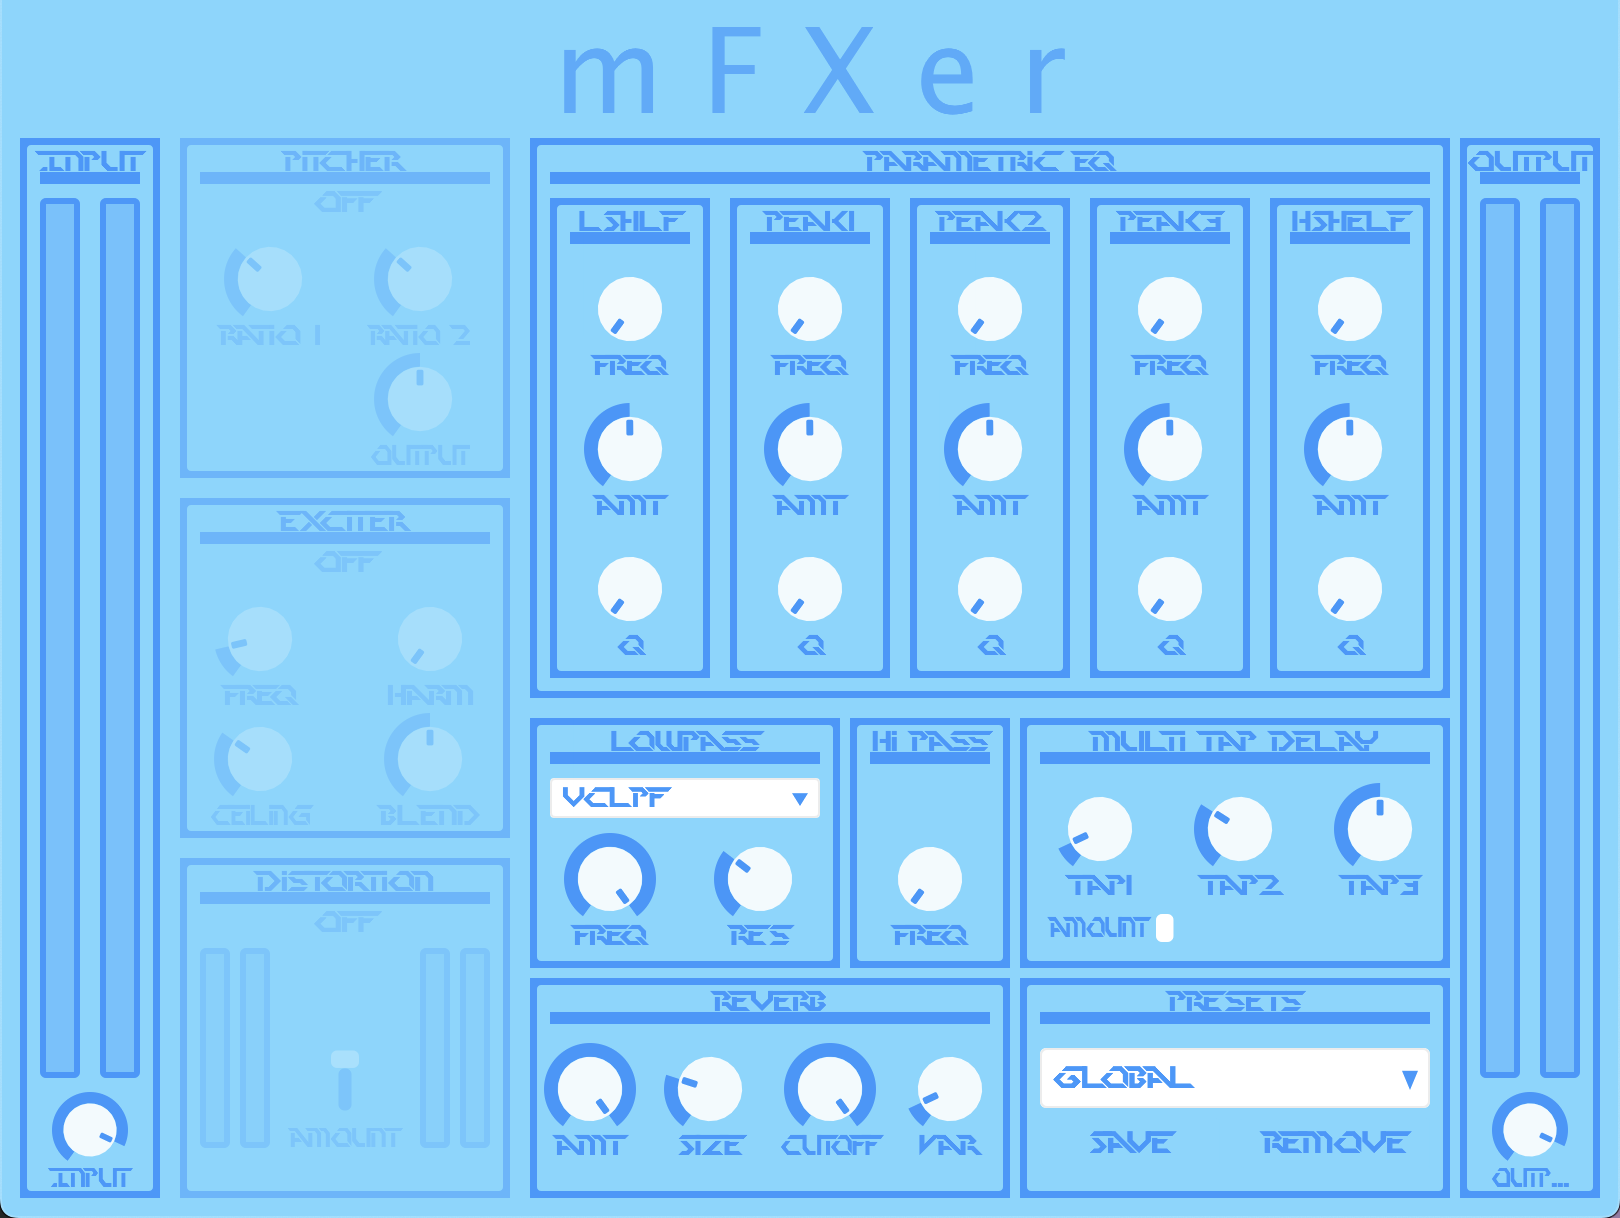 mFXer
INPUT
INPUT
PITCHER
OFF
RATIO 1
RATIO 2
OUTPUT
EXCITER
OFF
FREQ
HARM
CEILING
BLEND
DISTORTION
OFF
AMOUNT
PARAMETRIC EQ
LSHLF
FREQ
AMT
Q
PEAK1
FREQ
AMT
Q
PEAK2
FREQ
AMT
Q
PEAK3
FREQ
AMT
Q
HSHELF
FREQ
AMT
Q
LOWPASS
VCLPF
FREQ
RES
Hi PASS
FREQ
MULTI TAP DELAY
TAP1
TAP2
TAP3
AMOUNT
REVERB
AMT
SIZE
CUTOFF
VAR
PRESETS
GLOBAL
SAVE
REMOVE
OUTPUT
OUTP...